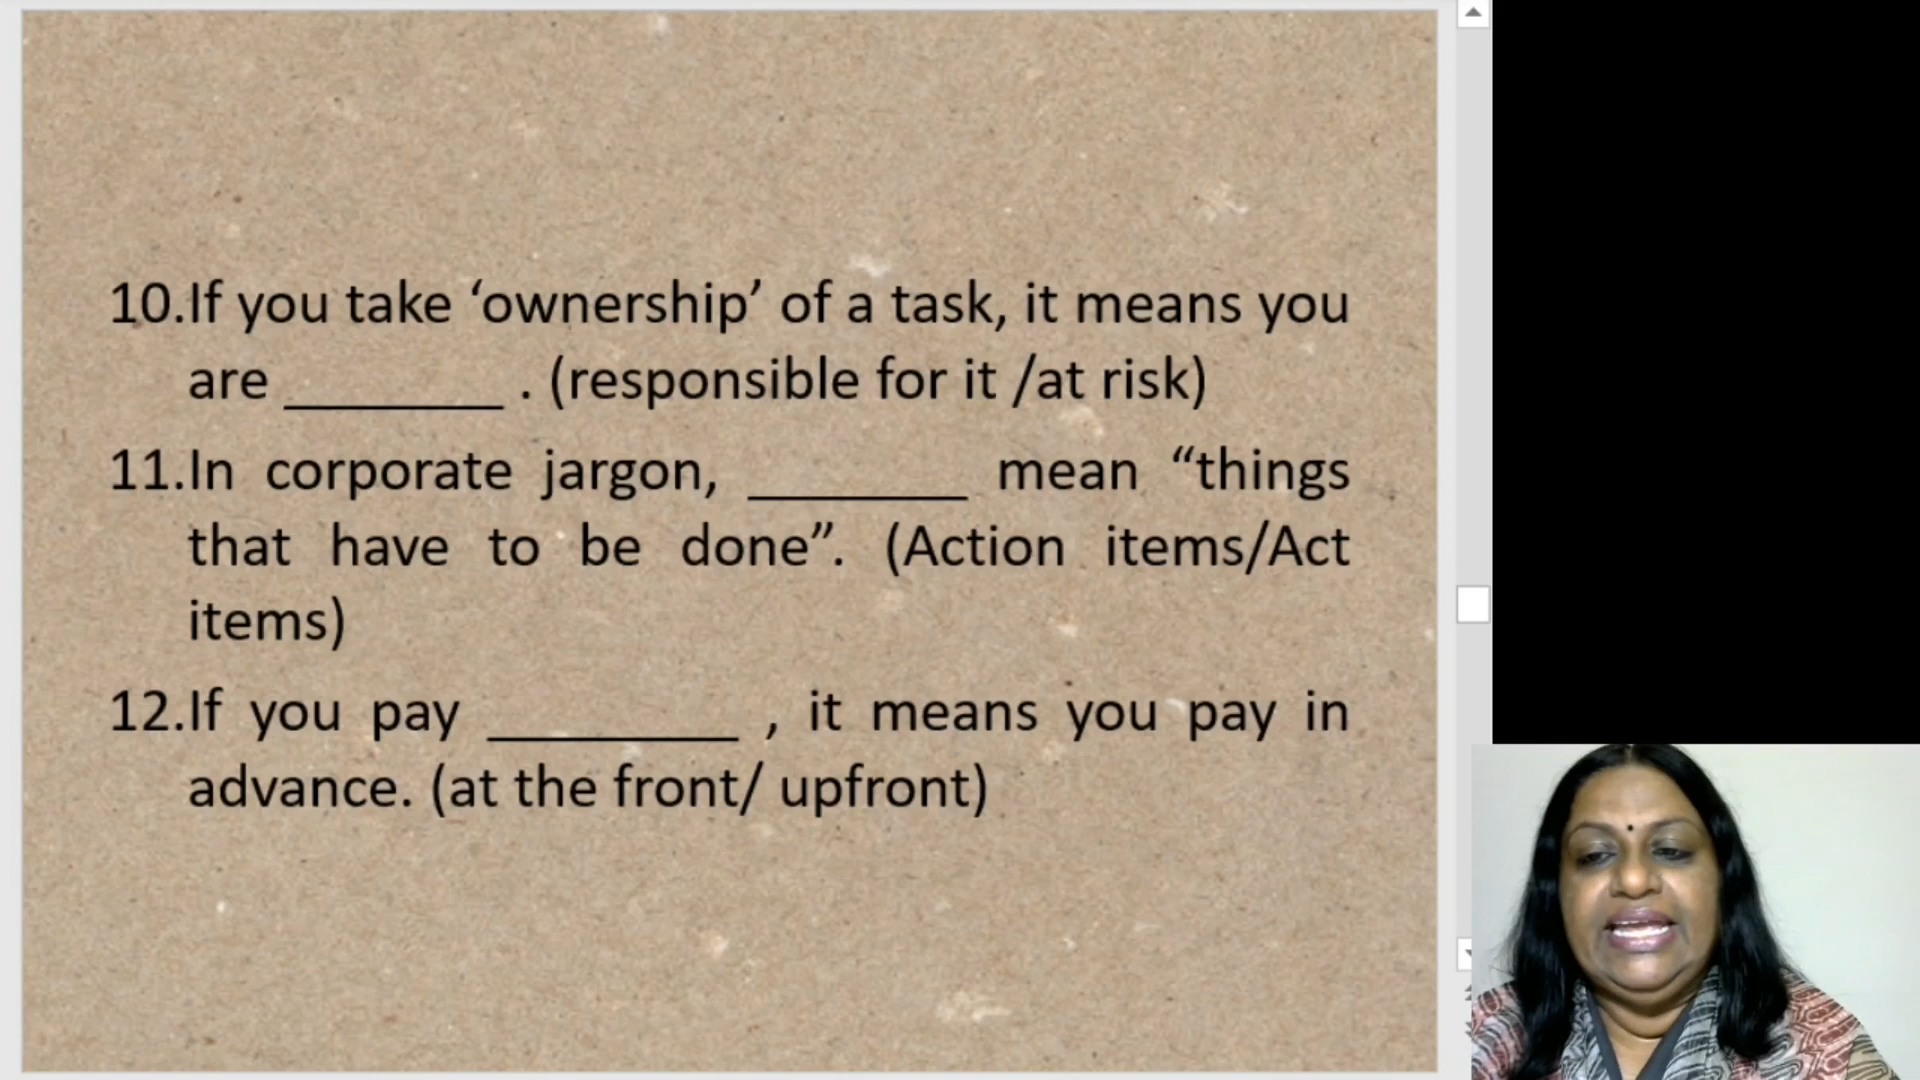 10.If you take ‘ownership’ of a task, it means you
are ________ . (responsible for it /at risk)
11.In corporate jargon, ________ mean “things
that have to be done”. (Action items/Act
items)
12.If you pay _________ , it means you pay in
advance. (at the front/ upfront)